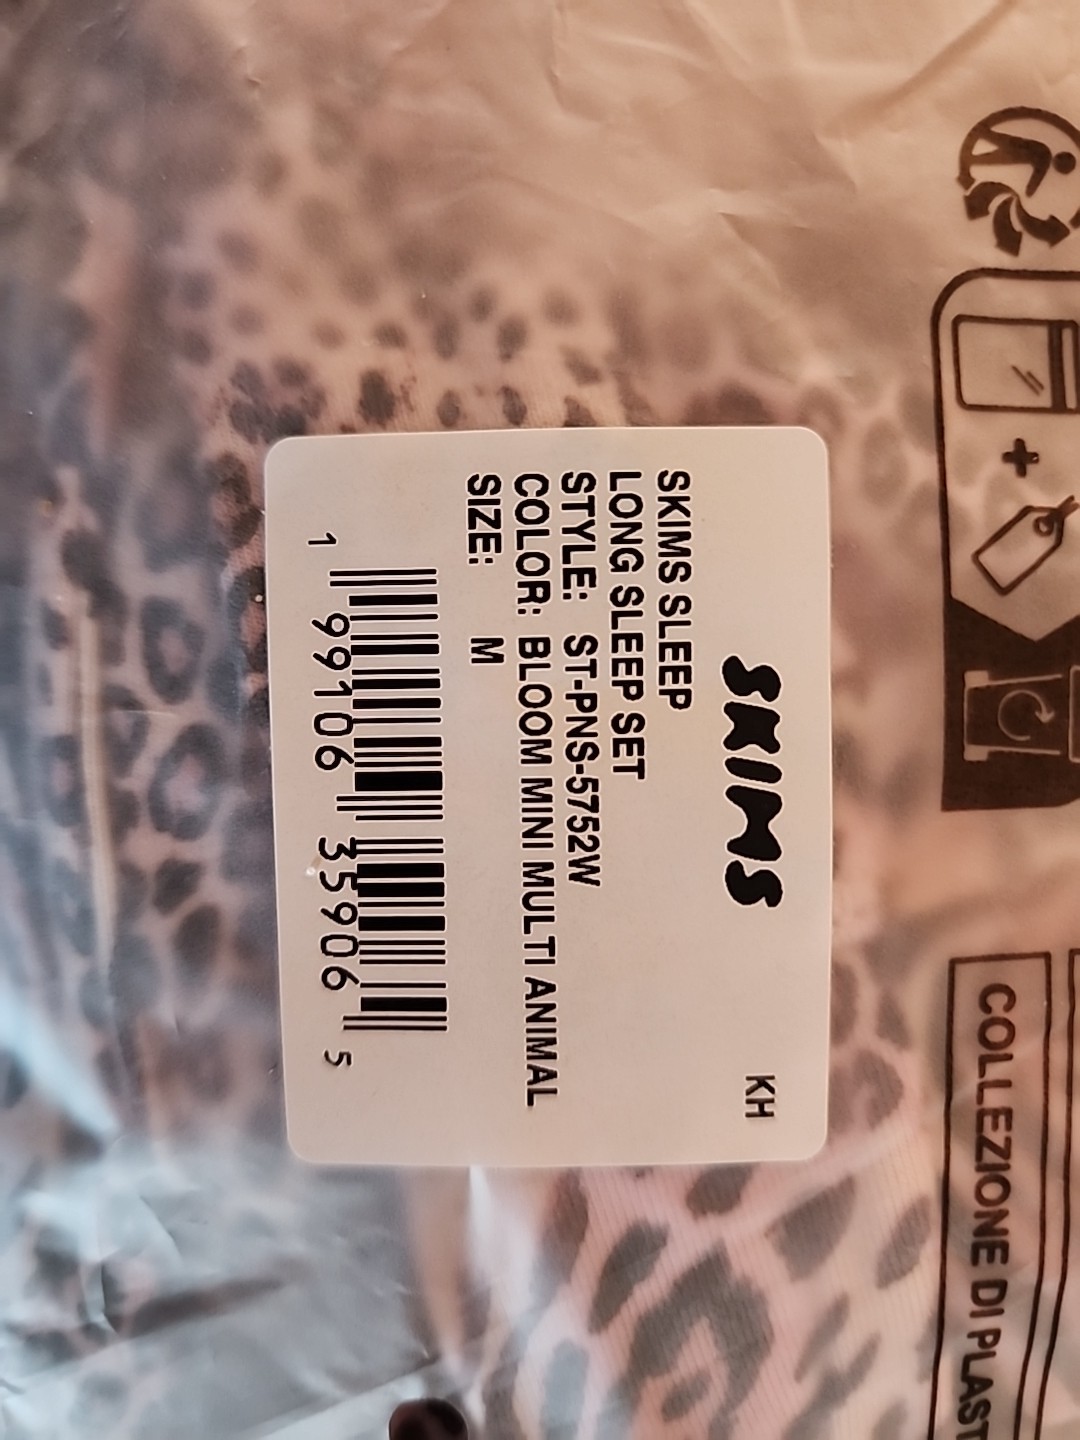 COLLEZIONE DI PLAST
SKIMS
KH
SKIMS SLEEP
LONG SLEEP SET
STYLE: ST-PNS-5752W
COLOR: BLOOM MINI MULTI ANIMAL
SIZE: M
1 99106 35906 5